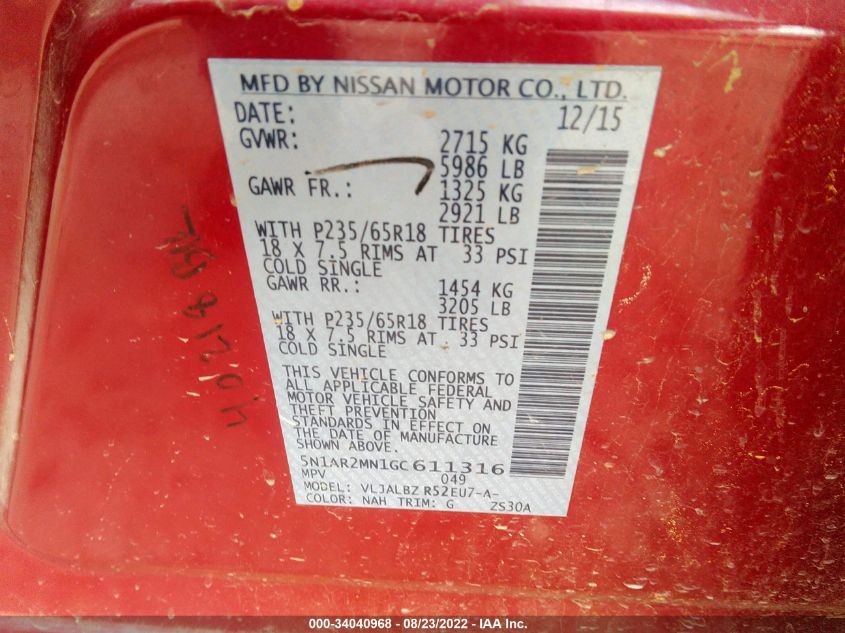 MFD BY NISSAN MOTOR CO., LTD.
DATE: 12/15
GVWR: 2715 KG
5986 LB
GAWR FR.: 1325 KG
2921 LB
WITH P235/65R18 TIRES
18 X 7.5 RIMS AT 33 PSI
COLD SINGLE
GAWR RR.: 1454 KG
3205 LB
WITH P235/65R18 TIRES
18 X 7.5 RIMS AT 33 PSI
COLD SINGLE
THIS VEHICLE CONFORMS TO
ALL APPLICABLE FEDERAL
MOTOR VEHICLE SAFETY AND
THEFT PREVENTION
STANDARDS IN EFFECT ON
THE DATE OF MANUFACTURE
SHOWN ABOVE.
5N1AR2MN1GC611316
MPV 049
MODEL: VLJALBZ R52EU7-A-
COLOR: NAH TRIM: G ZS30A
000-34040968 - 08/23/2022 - IAA Inc.